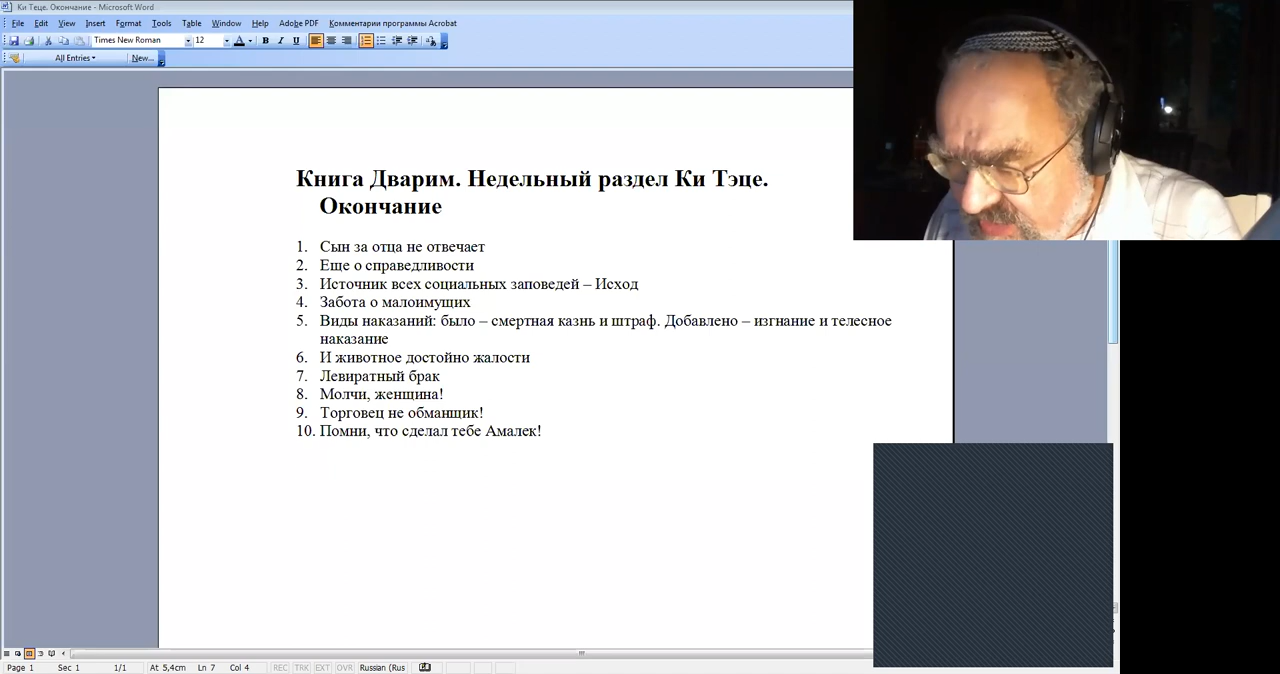 Ки Теце. Окончание - Microsoft Word
File Edit View Insert Format Tools Table Window Help Adobe PDF Комментарии программы Acrobat
Times New Roman 12 A B I U
All Entries New...
Книга Дварим. Недельный раздел Ки Тэце.
Окончание
1. Сын за отца не отвечает
2. Еще о справедливости
3. Источник всех социальных заповедей – Исход
4. Забота о малоимущих
5. Виды наказаний: было – смертная казнь и штраф. Добавлено – изгнание и телесное
наказание
6. И животное достойно жалости
7. Левиратный брак
8. Молчи, женщина!
9. Торговец не обманщик!
10. Помни, что сделал тебе Амалек!
Page 1 Sec 1 1/1 At 5,4cm Ln 7 Col 4 REC TRK EXT OVR Russian (Rus